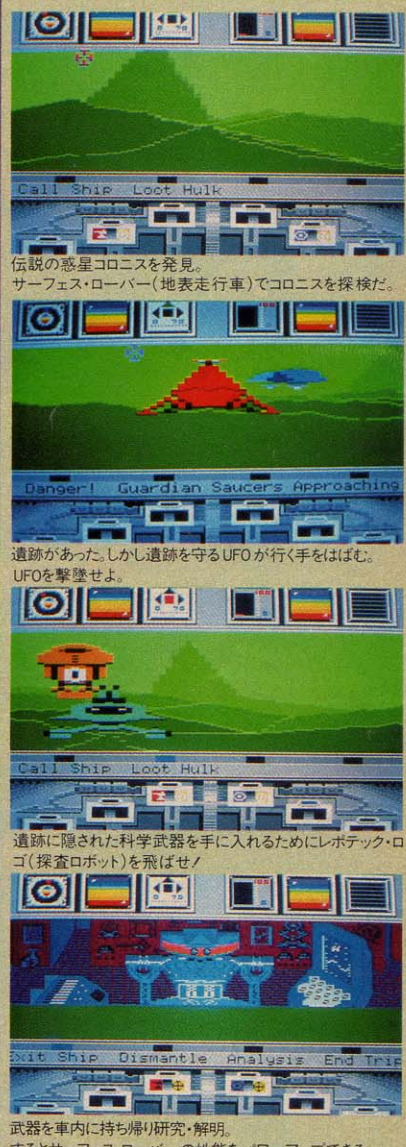 Call Ship Loot Hulk
伝説の惑星コロニスを発見。
サーフェス・ローバー(地表走行車)でコロニスを探検だ。
Danger! Guardian Saucers Approaching
遺跡があった。しかし遺跡を守るUFOが行く手をはばむ。
UFOを撃墜せよ。
Call Ship Loot Hulk
遺跡に隠された科学武器を手に入れるためにレポテック・ロ
ゴ(探査ロボット)を飛ばせ!
Exit Ship Dismantle Analysis End Trip
武器を車内に持ち帰り研究・解明。